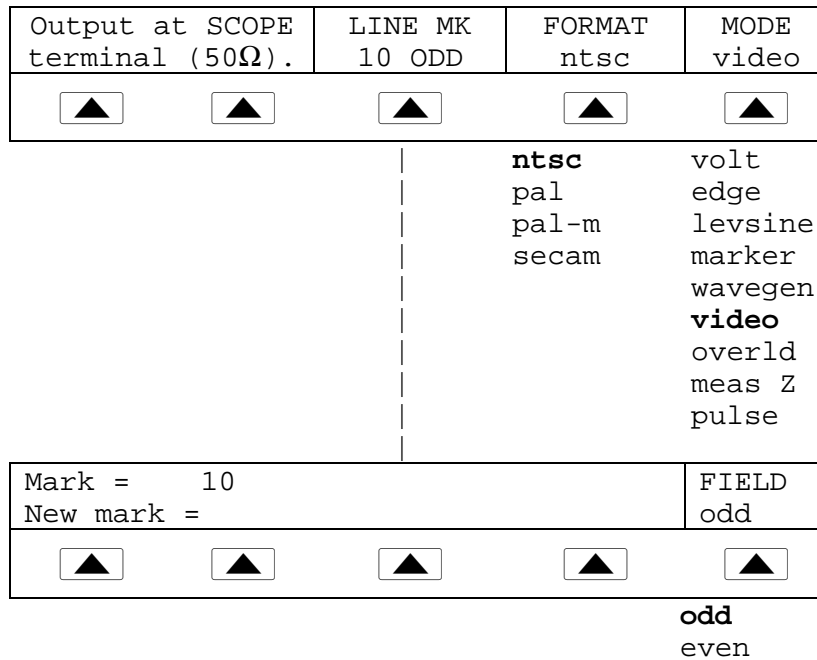 Output at SCOPE LINE MK FORMAT MODE
terminal (50Ω). 10 ODD ntsc video
ntsc volt
pal edge
pal-m levsine
secam marker
wavegen
video
overld
meas Z
pulse
Mark = 10 FIELD
New mark = odd
odd
even